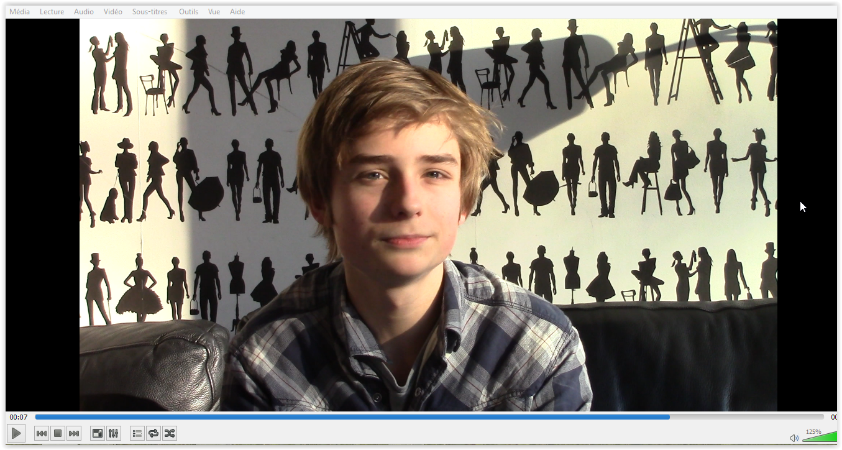 Média Lecture Audio Vidéo Sous-titres Outils Vue Aide
00:07
125%